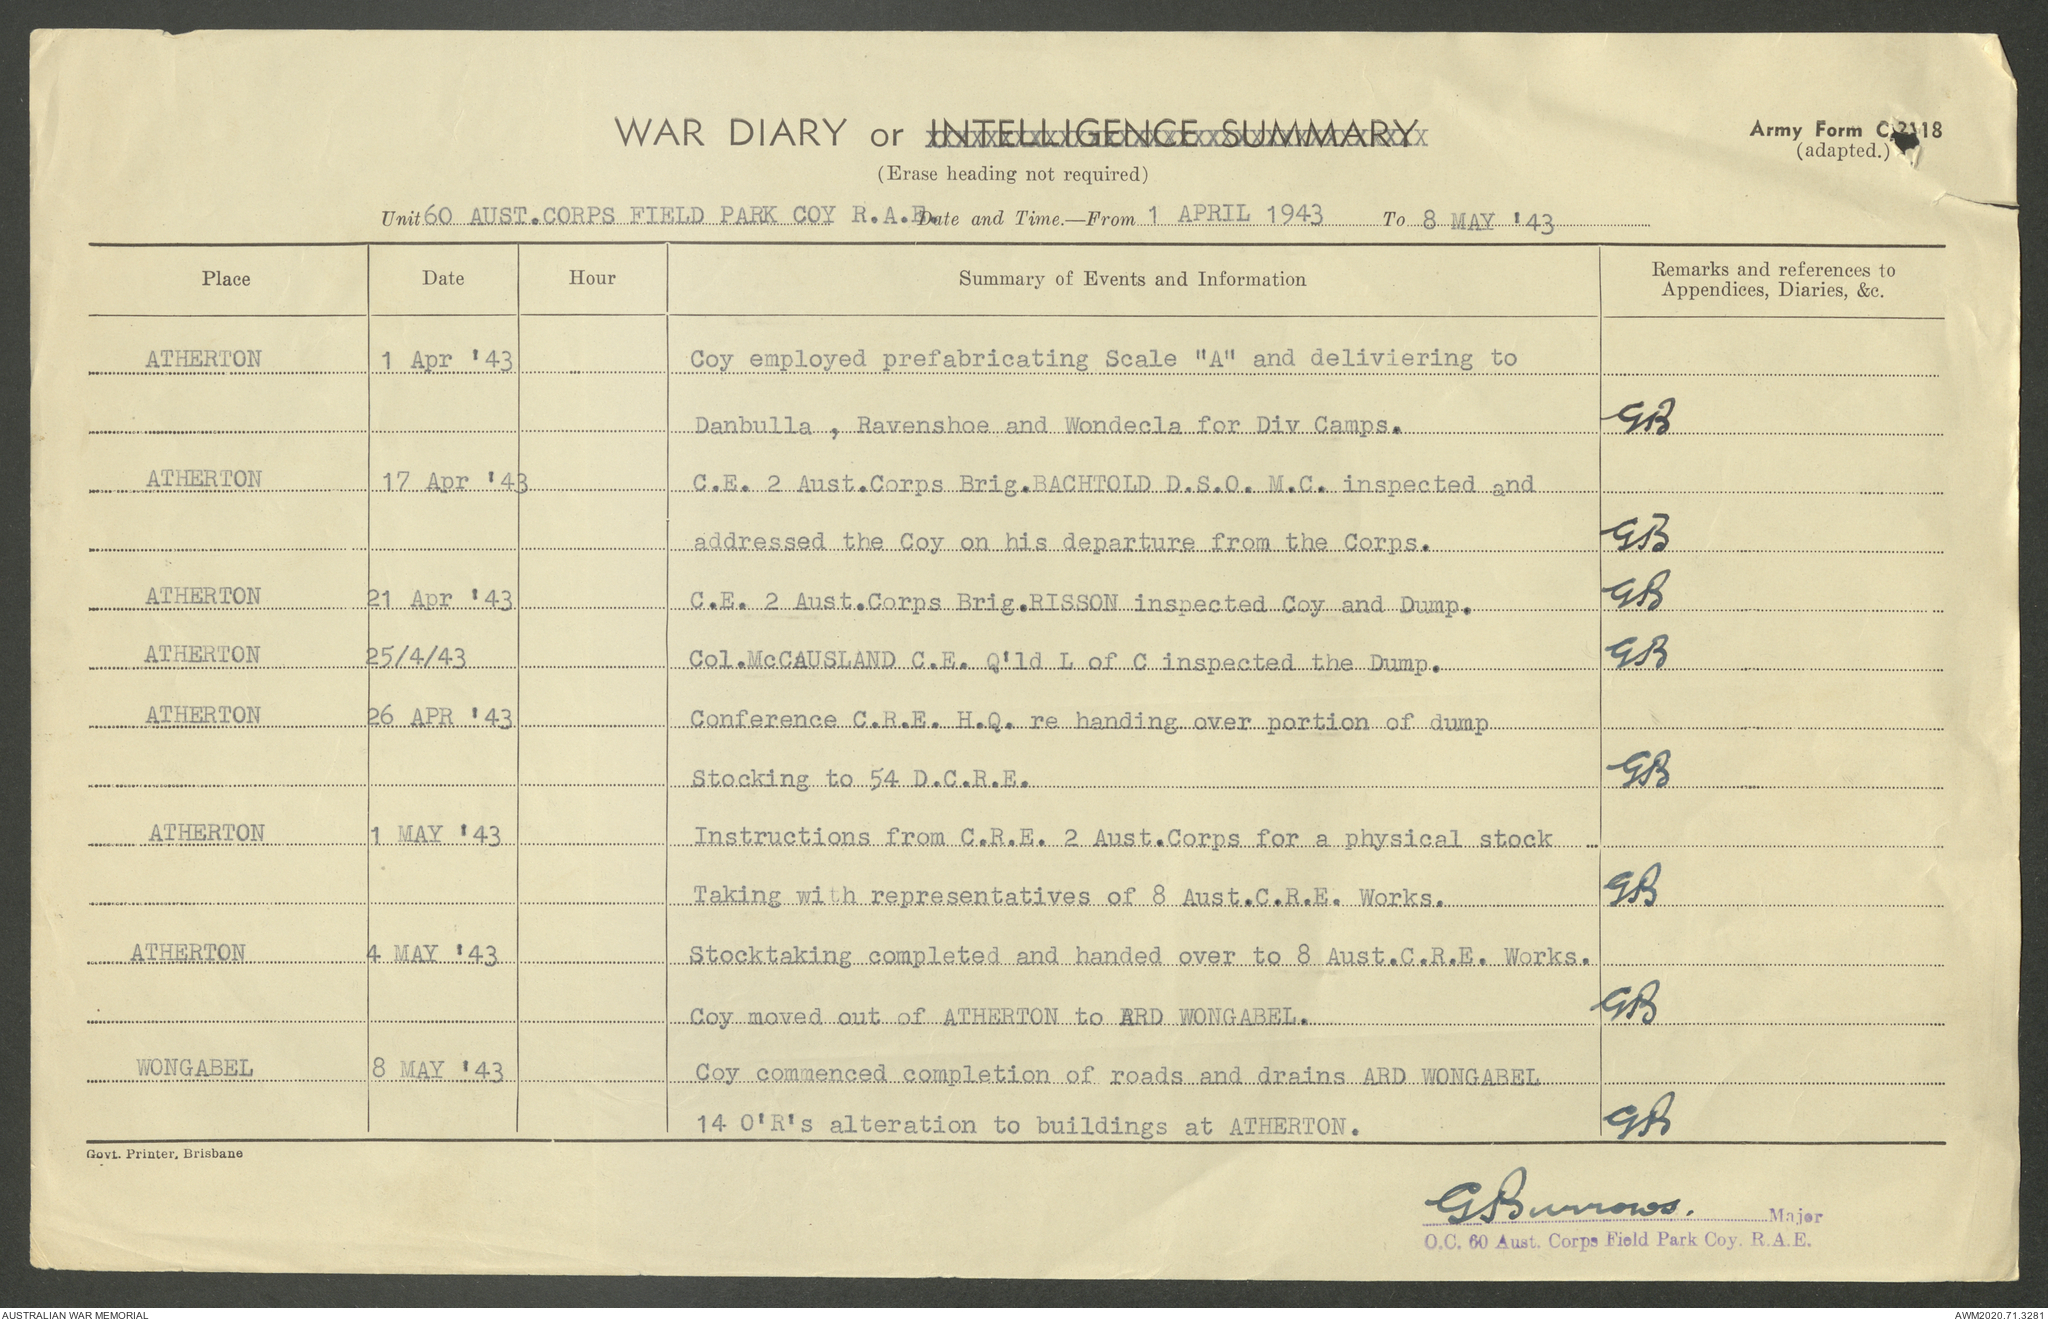 WAR DIARY or INTELLIGENCE SUMMARY
Army Form C.2118
(adapted.)
(Erase heading not required)
Unit 60 AUST.CORPS FIELD PARK COY R.A.E. Date and Time.—From 1 APRIL 1943 To 8 MAY '43
Place Date Hour Summary of Events and Information Remarks and references to
Appendices, Diaries, &c.
ATHERTON 1 Apr '43 Coy employed prefabricating Scale "A" and deliviering to
Danbulla , Ravenshoe and Wondecla for Div Camps. GB
ATHERTON 17 Apr '43 C.E. 2 Aust.Corps Brig.BACHTOLD D.S.O. M.C. inspected and
addressed the Coy on his departure from the Corps. GB
ATHERTON 21 Apr '43 C.E. 2 Aust.Corps Brig.RISSON inspected Coy and Dump. GB
ATHERTON 25/4/43 Col.McCAUSLAND C.E. Q'ld L of C inspected the Dump. GB
ATHERTON 26 APR '43 Conference C.R.E. H.Q. re handing over portion of dump
Stocking to 54 D.C.R.E. GB
ATHERTON 1 MAY '43 Instructions from C.R.E. 2 Aust.Corps for a physical stock
Taking with representatives of 8 Aust.C.R.E. Works. GB
ATHERTON 4 MAY '43 Stocktaking completed and handed over to 8 Aust.C.R.E. Works.
Coy moved out of ATHERTON to ARD WONGABEL. GB
WONGABEL 8 MAY '43 Coy commenced completion of roads and drains ARD WONGABEL
14 O'R's alteration to buildings at ATHERTON. GB
Govt. Printer, Brisbane
GBurrows. Major
O.C. 60 Aust. Corps Field Park Coy. R.A.E.
AUSTRALIAN WAR MEMORIAL
AWM2020.71.3281